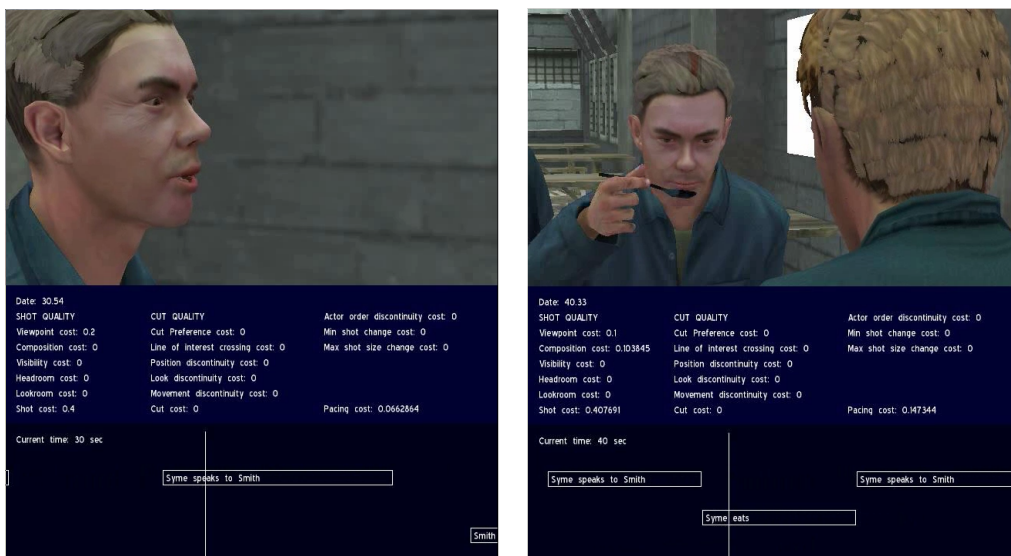 Date: 30.54
SHOT QUALITY CUT QUALITY Actor order discontinuity cost: 0
Viewpoint cost: 0.2 Cut Preference cost: 0 Min shot change cost: 0
Composition cost: 0 Line of interest crossing cost: 0 Max shot size change cost: 0
Visibility cost: 0 Position discontinuity cost: 0
Headroom cost: 0 Look discontinuity cost: 0
Lookroom cost: 0 Movement discontinuity cost: 0
Shot cost: 0.4 Cut cost: 0 Pacing cost: 0.0662864
Current time: 30 sec
Syme speaks to Smith
Smith
Date: 40.33
SHOT QUALITY CUT QUALITY Actor order discontinuity cost: 0
Viewpoint cost: 0.1 Cut Preference cost: 0 Min shot change cost: 0
Composition cost: 0.103845 Line of interest crossing cost: 0 Max shot size change cost: 0
Visibility cost: 0 Position discontinuity cost: 0
Headroom cost: 0 Look discontinuity cost: 0
Lookroom cost: 0 Movement discontinuity cost: 0
Shot cost: 0.407691 Cut cost: 0 Pacing cost: 0.147344
Current time: 40 sec
Syme speaks to Smith Syme speaks to Smith
Syme eats